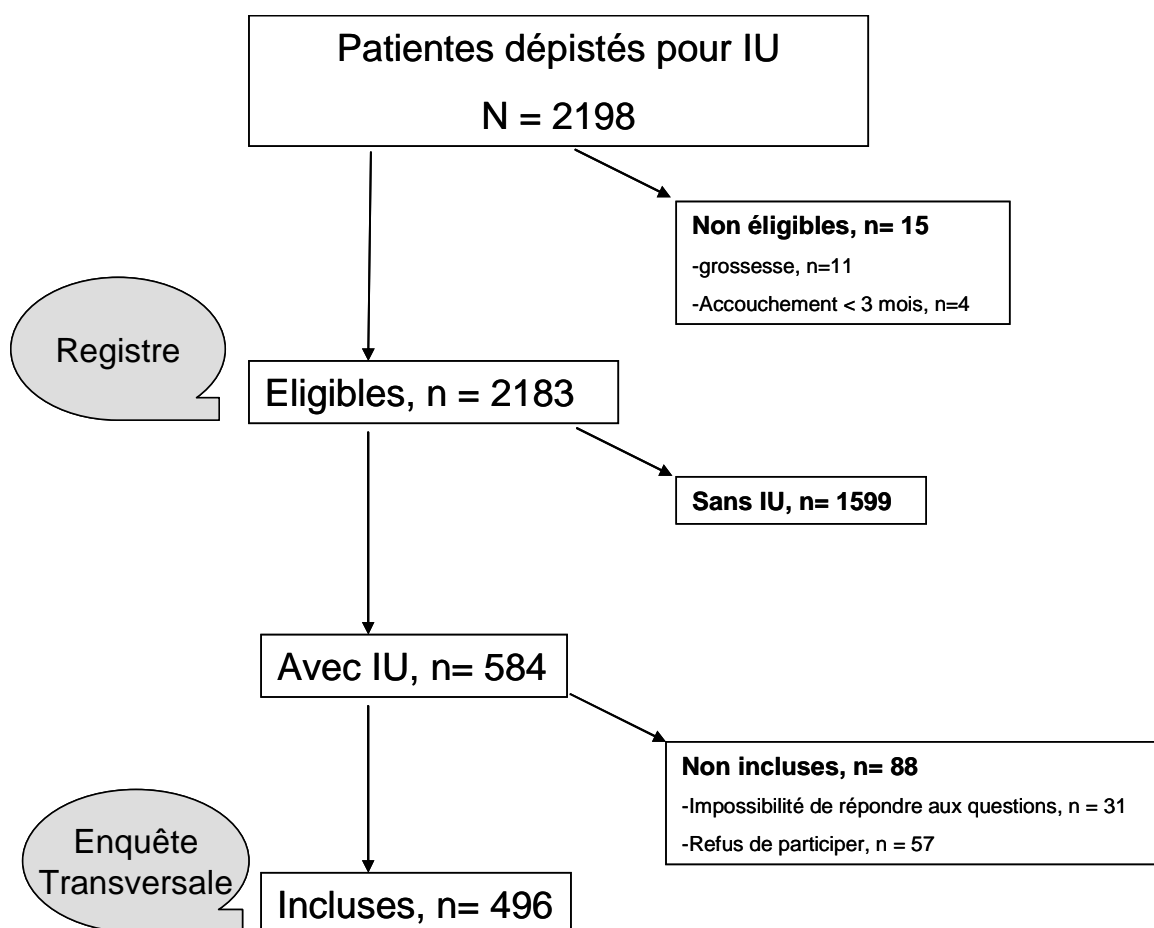 Patientes dépistés pour IU
N = 2198
Non éligibles, n= 15
-grossesse, n=11
-Accouchement < 3 mois, n=4
Registre
Eligibles, n = 2183
Sans IU, n= 1599
Avec IU, n= 584
Non incluses, n= 88
-Impossibilité de répondre aux questions, n = 31
-Refus de participer, n = 57
Enquête
Transversale
Incluses, n= 496